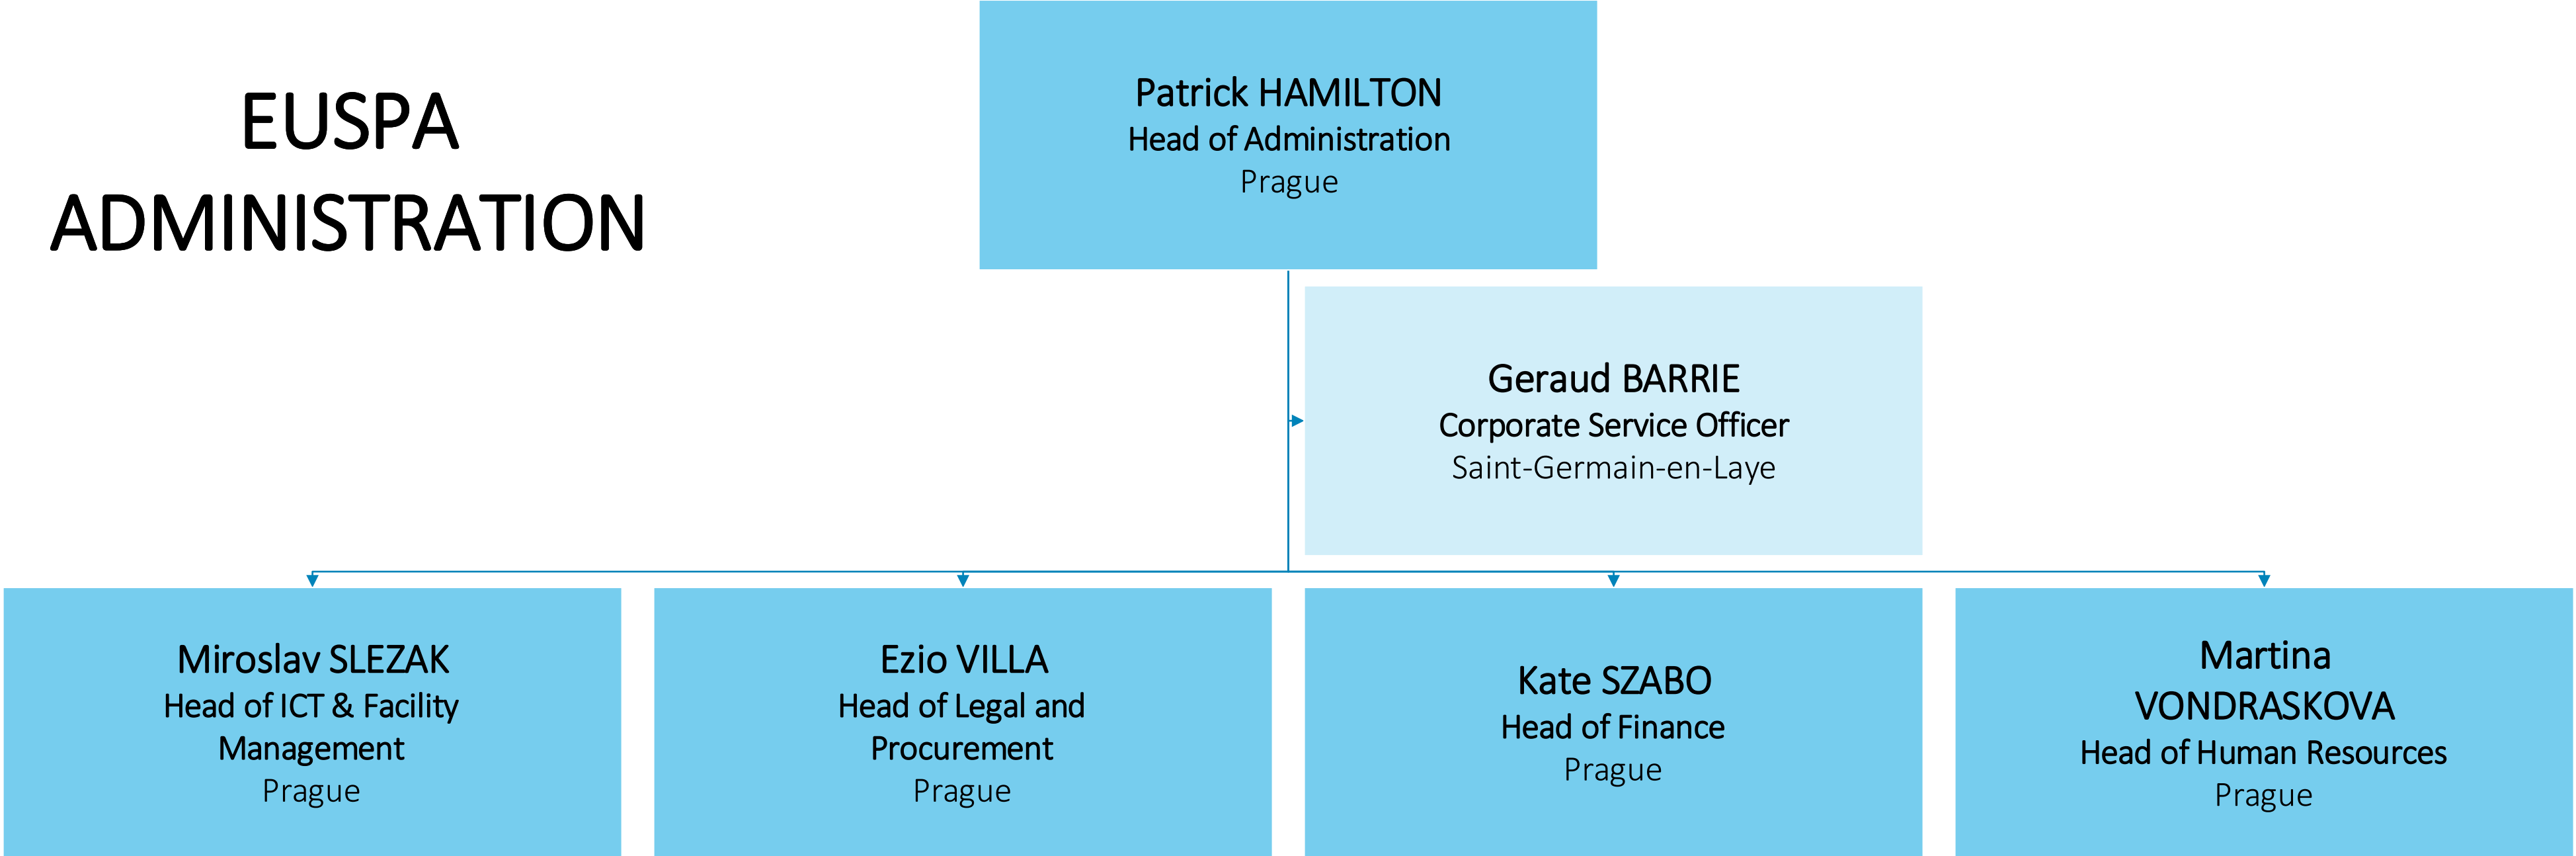 EUSPA
ADMINISTRATION
Patrick HAMILTON
Head of Administration
Prague
Geraud BARRIE
Corporate Service Officer
Saint-Germain-en-Laye
Miroslav SLEZAK
Head of ICT & Facility
Management
Prague
Ezio VILLA
Head of Legal and
Procurement
Prague
Kate SZABO
Head of Finance
Prague
Martina
VONDRASKOVA
Head of Human Resources
Prague